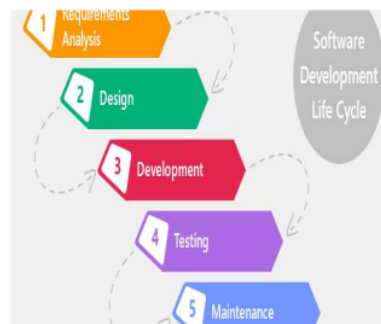 1
Requirements
Analysis
Software
Development
Life Cycle
2
Design
3
Development
4
Testing
5
Maintenance